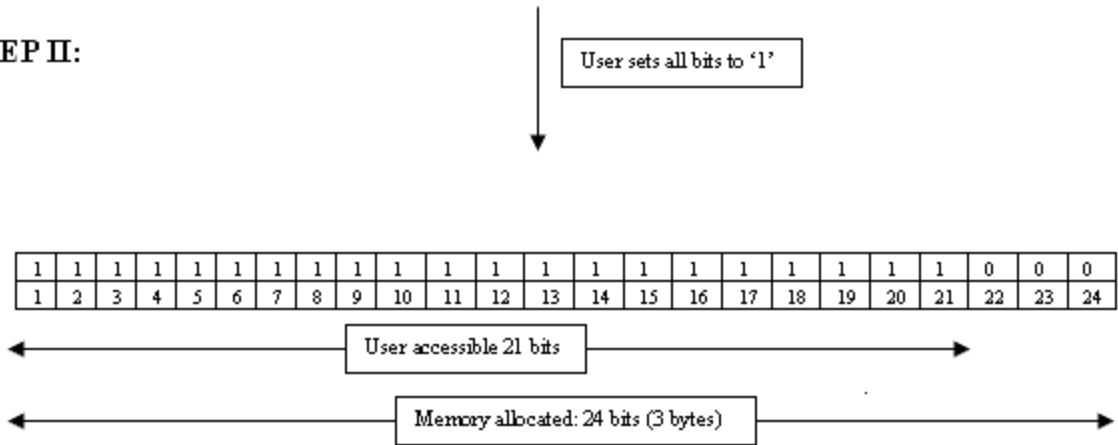 EP II:
User sets all bits to ‘1’
1 1 1 1 1 1 1 1 1 1 1 1 1 1 1 1 1 1 1 1 1 0 0 0
1 2 3 4 5 6 7 8 9 10 11 12 13 14 15 16 17 18 19 20 21 22 23 24
User accessible 21 bits
Memory allocated: 24 bits (3 bytes)